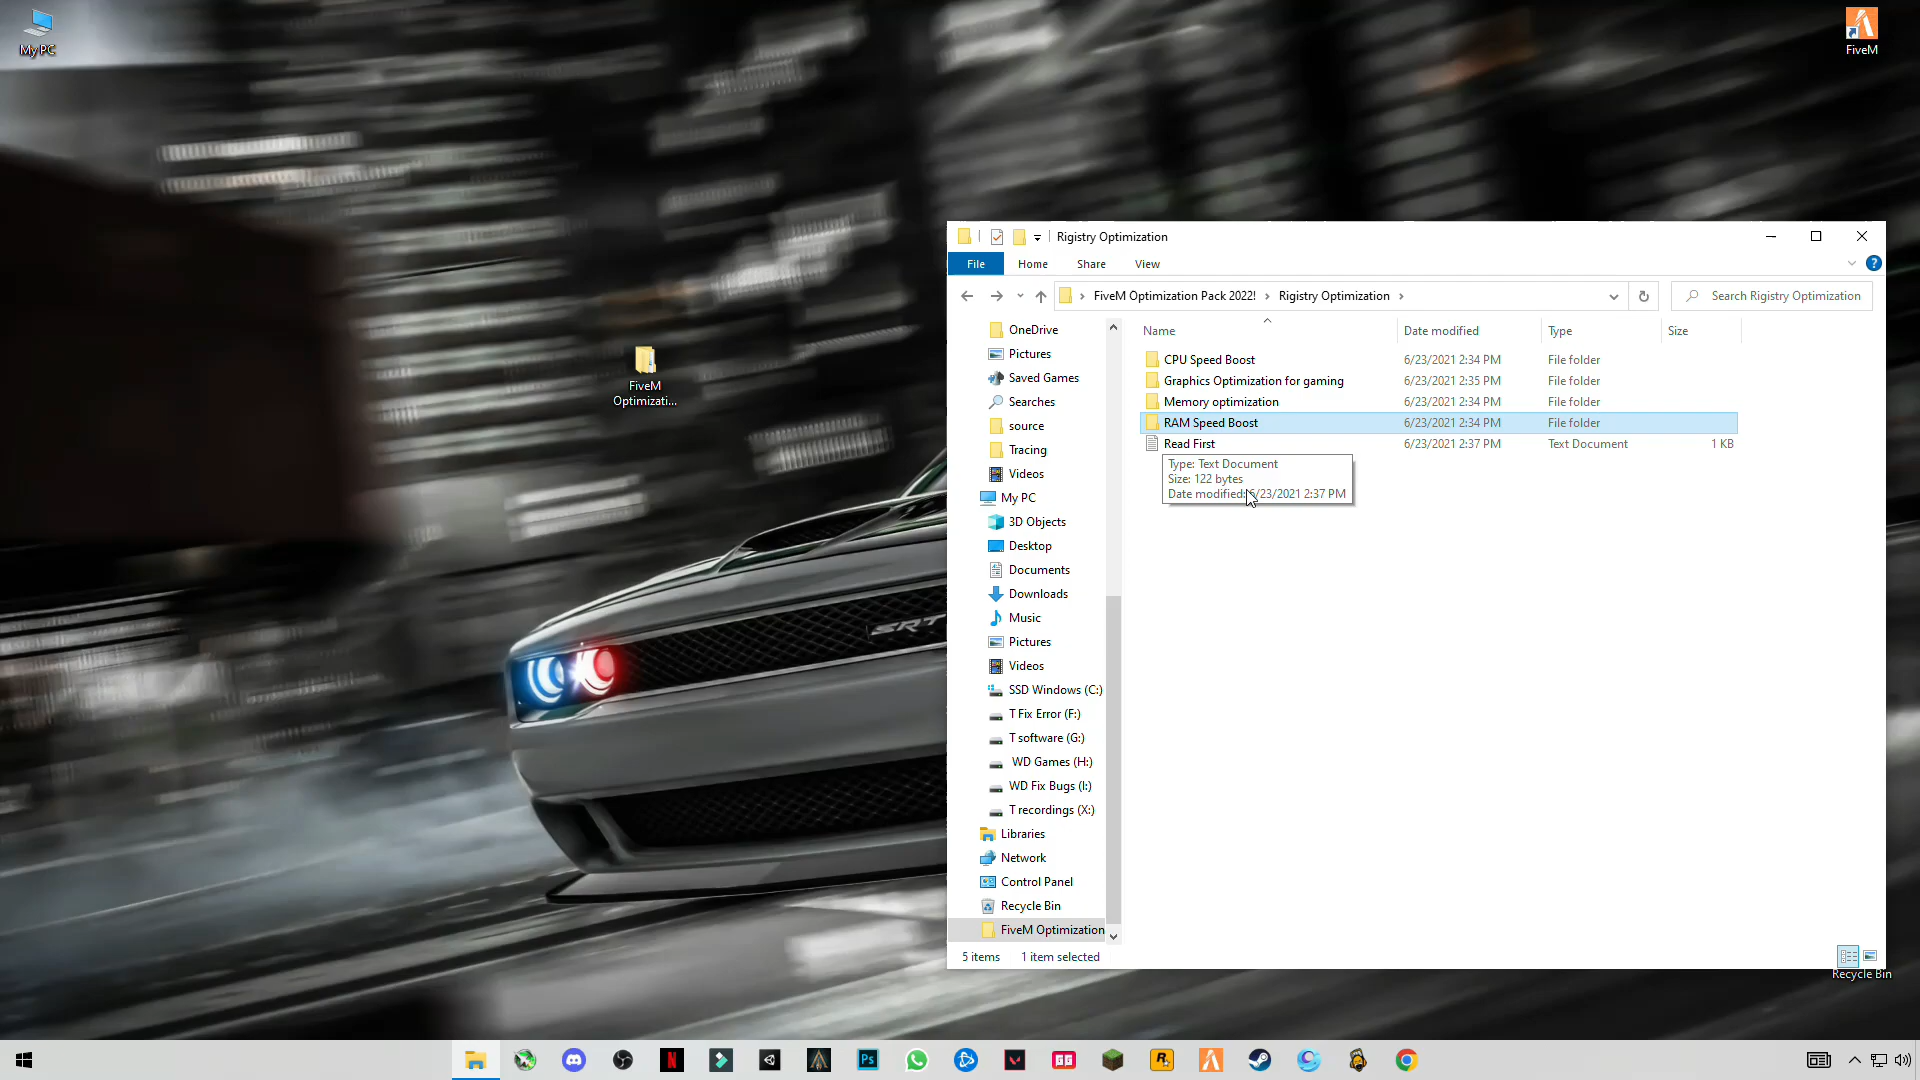 My PC
FiveM
FiveM
Optimizati...
SRT
Rigistry Optimization
File
Home
Share
View
FiveM Optimization Pack 2022!
Rigistry Optimization
Search Rigistry Optimization
Name
Date modified
Type
Size
OneDrive
Pictures
Saved Games
Searches
source
Tracing
Videos
My PC
3D Objects
Desktop
Documents
Downloads
Music
Pictures
Videos
SSD Windows (C:)
T Fix Error (F:)
T software (G:)
WD Games (H:)
WD Fix Bugs (I:)
T recordings (X:)
Libraries
Network
Control Panel
Recycle Bin
FiveM Optimization
CPU Speed Boost 6/23/2021 2:34 PM File folder
Graphics Optimization for gaming 6/23/2021 2:35 PM File folder
Memory optimization 6/23/2021 2:34 PM File folder
RAM Speed Boost 6/23/2021 2:34 PM File folder
Read First 6/23/2021 2:37 PM Text Document 1 KB
Type: Text Document
Size: 122 bytes
Date modified: /23/2021 2:37 PM
5 items
1 item selected
Recycle Bin
N
Ps
R